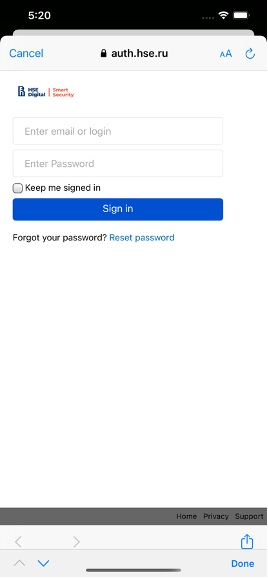 5:20
Cancel
auth.hse.ru
AA
HSE Digital | Smart Security
Enter email or login
Enter Password
Keep me signed in
Sign in
Forgot your password? Reset password
Home Privacy Support
Done